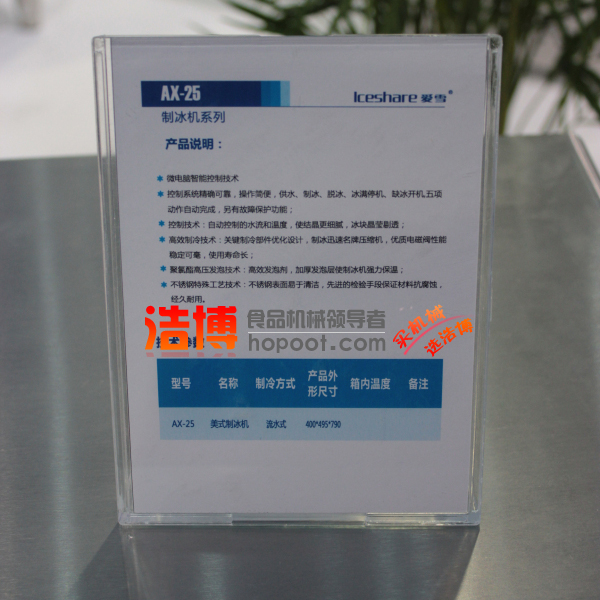 AX-25
Iceshare 爱雪®
制冰机系列
产品说明：
微电脑智能控制技术
控制系统精确可靠，操作简便，供水、制冰、脱冰、冰满停机、缺冰开机,五项
动作自动完成，另有故障保护功能；
控制技术：自动控制的水流和温度，使结晶更细腻，冰块晶莹剔透；
高效制冷技术：关键制冷部件优化设计，制冰迅速名牌压缩机，优质电磁阀性能
稳定可毫，使用寿命长；
聚氯酯高压发泡技术：高效发泡剂，加厚发泡层使制冰机强力保温；
不锈钢特殊工艺技术：不锈钢表面易于清洁，先进的检验手段保证材料抗腐蚀，
经久耐用。
浩博 食品机械领导者
hopoot.com
买机械
选浩博
技术参数
型号 名称 制冷方式 产品外形尺寸 箱内温度 备注
AX-25 美式制冰机 流水式 400*495*790